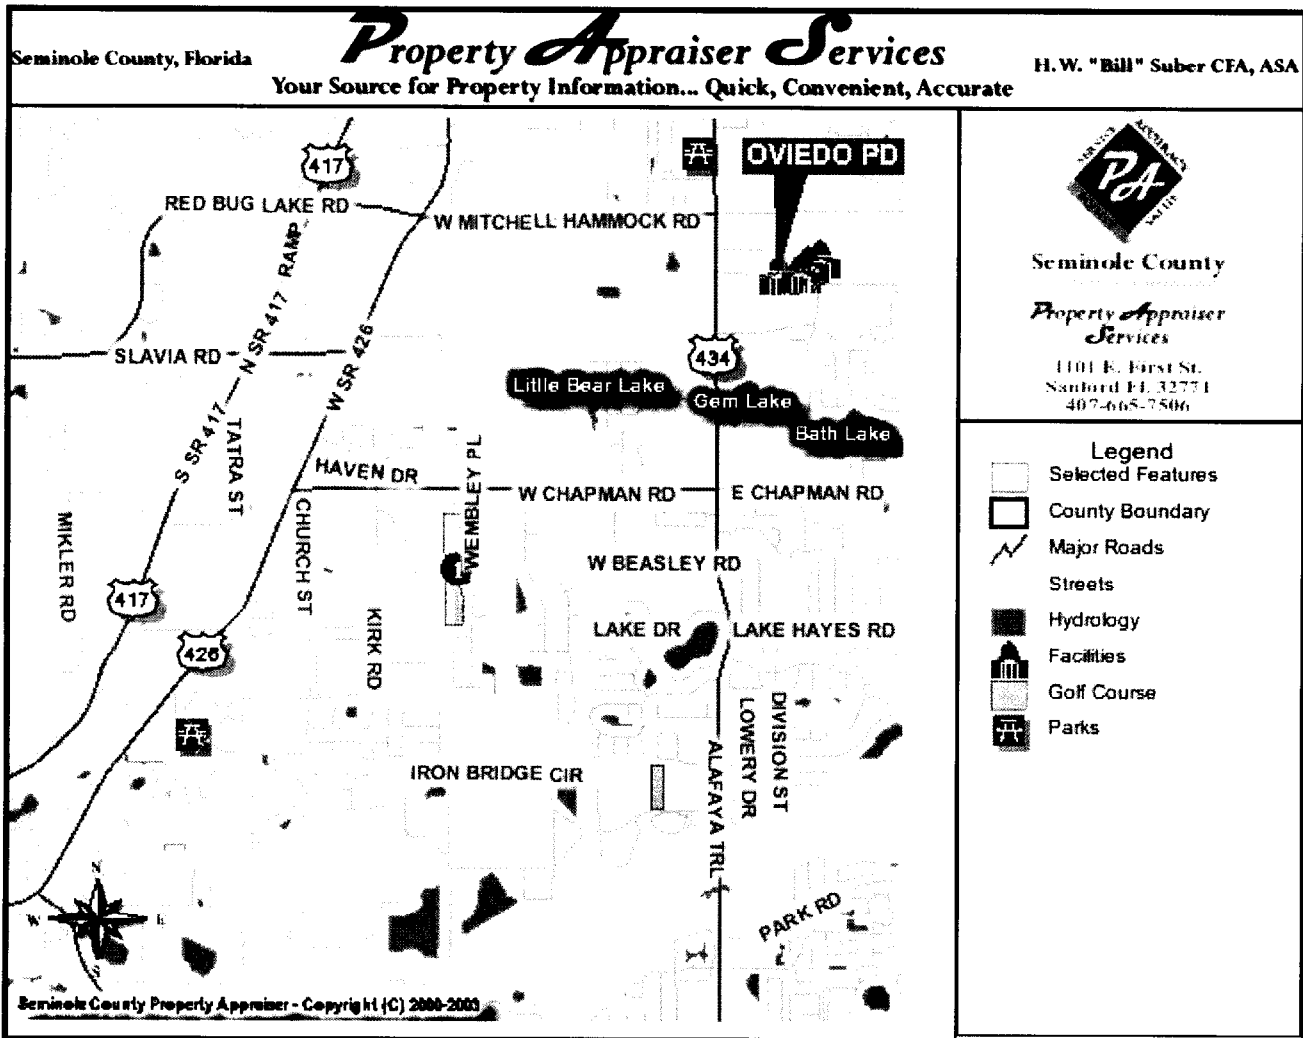 Seminole County, Florida
Property Appraiser Services
H.W. "Bill" Suber CFA, ASA
Your Source for Property Information... Quick, Convenient, Accurate
417
OVIEDO PD
RED BUG LAKE RD
W MITCHELL HAMMOCK RD
N SR 417 RAMP
W SR 426
SLAVIA RD
434
Little Bear Lake
Gem Lake
Bath Lake
S SR 417
TATRA ST
HAVEN DR
WEMBLEY PL
W CHAPMAN RD
E CHAPMAN RD
MIKLER RD
CHURCH ST
W BEASLEY RD
1
417
KIRK RD
LAKE DR
LAKE HAYES RD
426
IRON BRIDGE CIR
ALAFAYA TRL
LOWERY DR
DIVISION ST
PARK RD
N
W
E
S
Seminole County Property Appraiser - Copyright (C) 2000-2003
SERVICE
ACCURACY
PA
VALUES
Seminole County
Property Appraiser
Services
1101 E. First St.
Sanford Fl. 32771
407-665-7506
Legend
Selected Features
County Boundary
Major Roads
Streets
Hydrology
Facilities
Golf Course
Parks